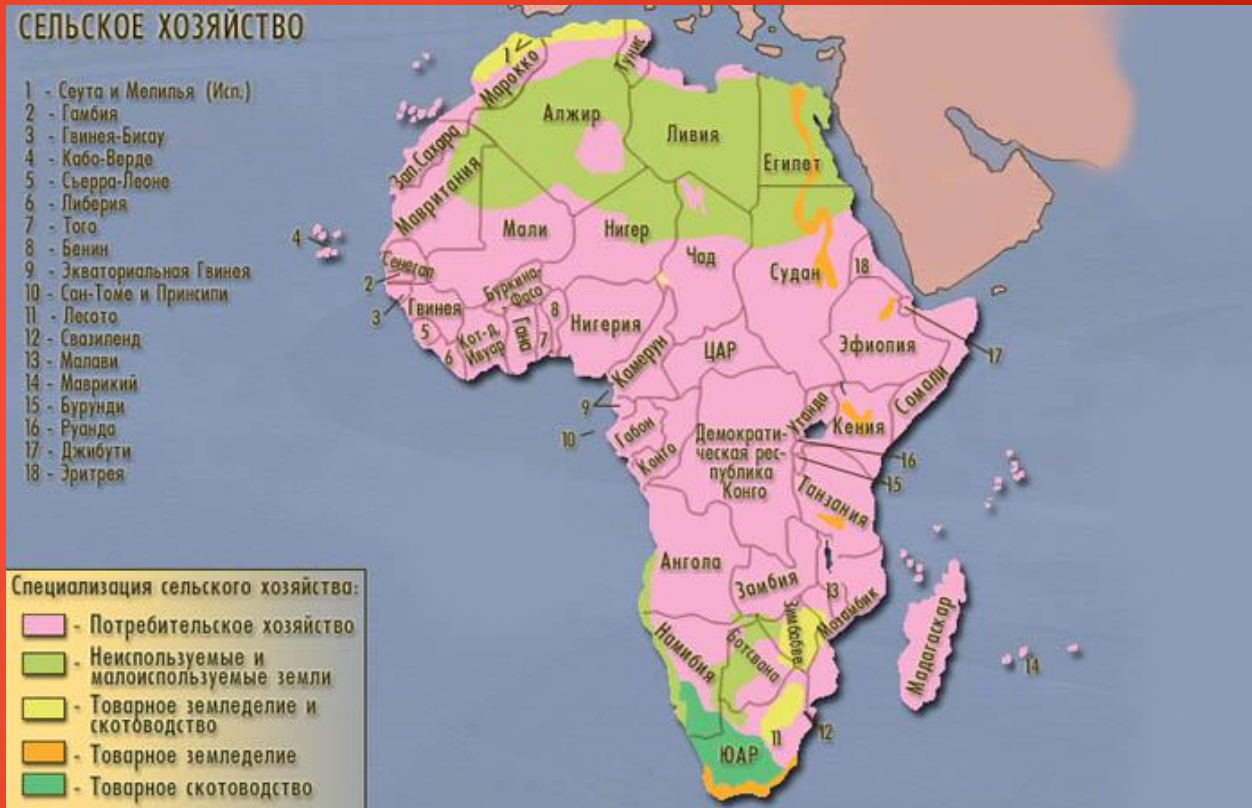 СЕЛЬСКОЕ ХОЗЯЙСТВО
1 - Сеута и Мелилья (Исп.)
2 - Гамбия
3 - Гвинея-Бисау
4 - Кабо-Верде
5 - Сьерра-Леоне
6 - Либерия
7 - Того
8 - Бенин
9 - Экваториальная Гвинея
10 - Сан-Томе и Принсипи
11 - Лесото
12 - Свазиленд
13 - Малави
14 - Маврикий
15 - Бурунди
16 - Руанда
17 - Джибути
18 - Эритрея
1
Марокко
Тунис
Алжир
Ливия
Египет
Зап.Сахара
Мавритания
Мали
Нигер
Чад
Судан
18
4
Сенегал
2
3
Гвинея
Буркина-
Фасо
5
6
Кот-д,
Ивуар
Гана
7
8
Нигерия
Камерун
ЦАР
Эфиопия
17
Сомали
9
10
Габон
Конго
Демократи-
ческая рес-
публика
Конго
Уганда
Кения
16
15
Танзания
Ангола
Замбия
13
Мозамбик
Зимбабве
Намибия
Ботсвана
Мадагаскар
14
11
12
ЮАР
Специализация сельского хозяйства:
- Потребительское хозяйство
- Неиспользуемые и
малоиспользуемые земли
- Товарное земледелие и
скотоводство
- Товарное земледелие
- Товарное скотоводство